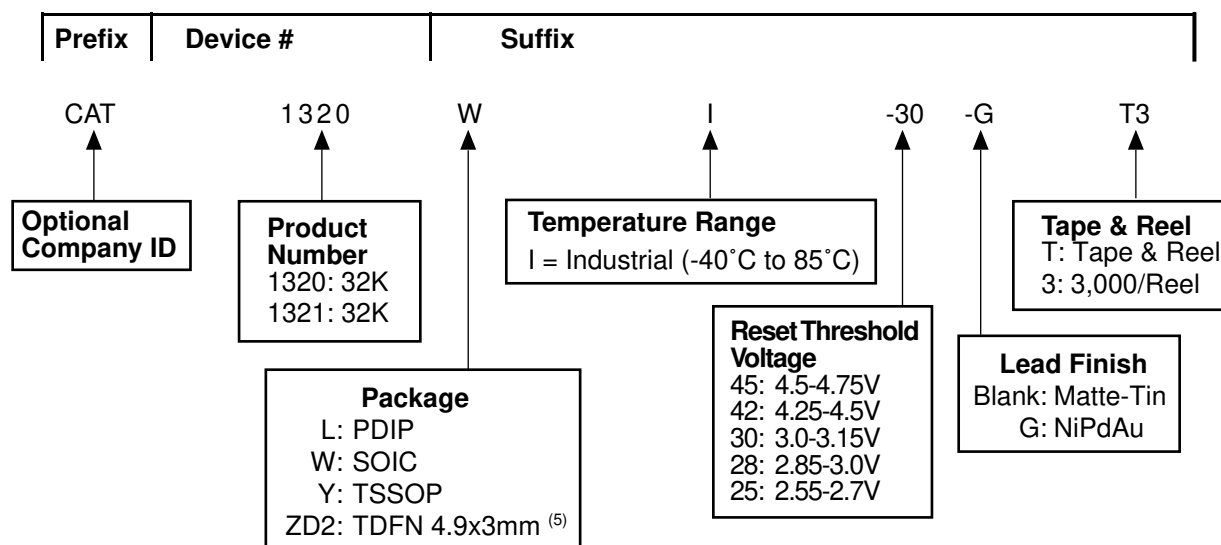 Prefix Device # Suffix
CAT 1320 W I -30 -G T3
Optional
Company ID
Product
Number
1320: 32K
1321: 32K
Temperature Range
I = Industrial (-40˚C to 85˚C)
Tape & Reel
T: Tape & Reel
3: 3,000/Reel
Reset Threshold
Voltage
45: 4.5-4.75V
42: 4.25-4.5V
30: 3.0-3.15V
28: 2.85-3.0V
25: 2.55-2.7V
Lead Finish
Blank: Matte-Tin
G: NiPdAu
Package
L: PDIP
W: SOIC
Y: TSSOP
ZD2: TDFN 4.9x3mm (5)